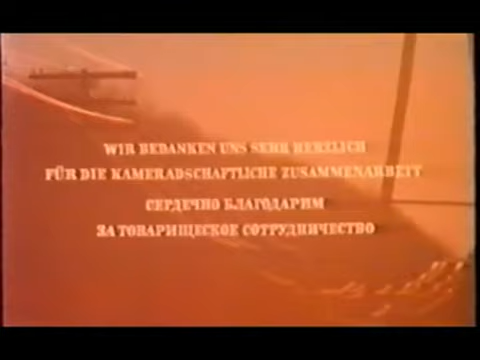 WIR BEDANKEN UNS SEHR HERZLICH
FÜR DIE KAMERADSCHAFTLICHE ZUSAMMENARBEIT
СЕРДЕЧНО БЛАГОДАРИМ
ЗА ТОВАРИЩЕСКОЕ СОТРУДНИЧЕСТВО